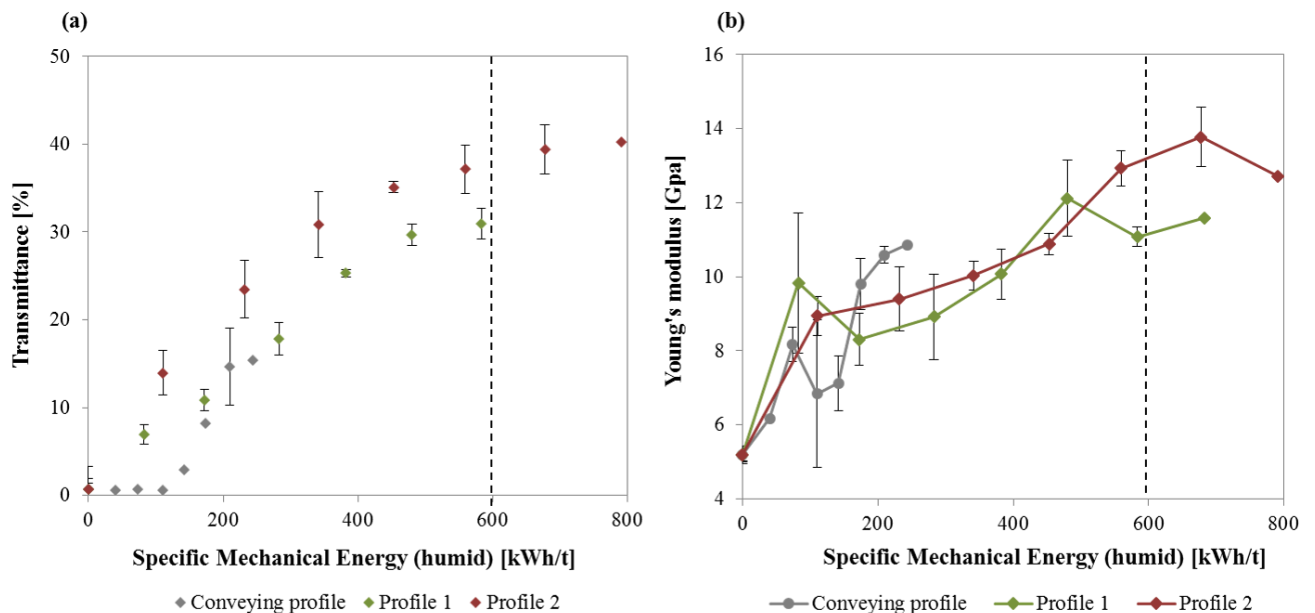 (a)
50
40
30
20
10
0
Transmittance [%]
0 200 400 600 800
Specific Mechanical Energy (humid) [kWh/t]
Conveying profile Profile 1 Profile 2
(b)
16
14
12
10
8
6
4
Young's modulus [Gpa]
0 200 400 600 800
Specific Mechanical Energy (humid) [kWh/t]
Conveying profile Profile 1 Profile 2